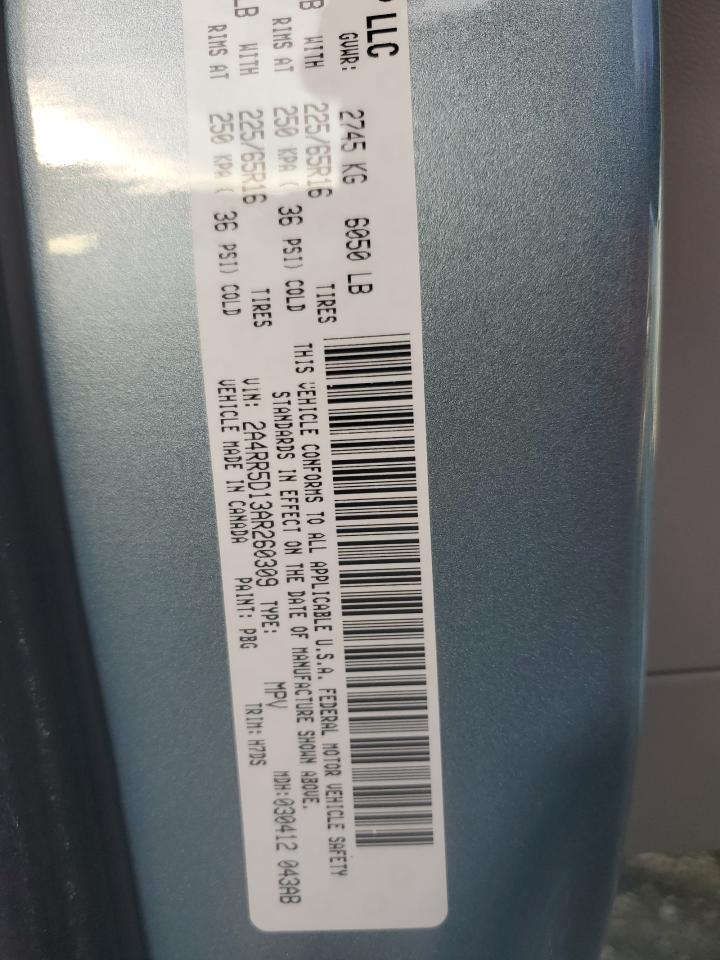 LLC
GVWR: 2745 KG 6050 LB
WITH 225/65R16 TIRES
RIMS AT 250 KPA ( 36 PSI) COLD
LB WITH 225/65R16 TIRES
RIMS AT 250 KPA ( 36 PSI) COLD
THIS VEHICLE CONFORMS TO ALL APPLICABLE U.S.A. FEDERAL MOTOR VEHICLE SAFETY
STANDARDS IN EFFECT ON THE DATE OF MANUFACTURE SHOWN ABOVE.
VIN: 2A4RR5D13AR260309 TYPE: MPV MDH:030412 043AB
VEHICLE MADE IN CANADA PAINT: PBG TRIM: H7DS